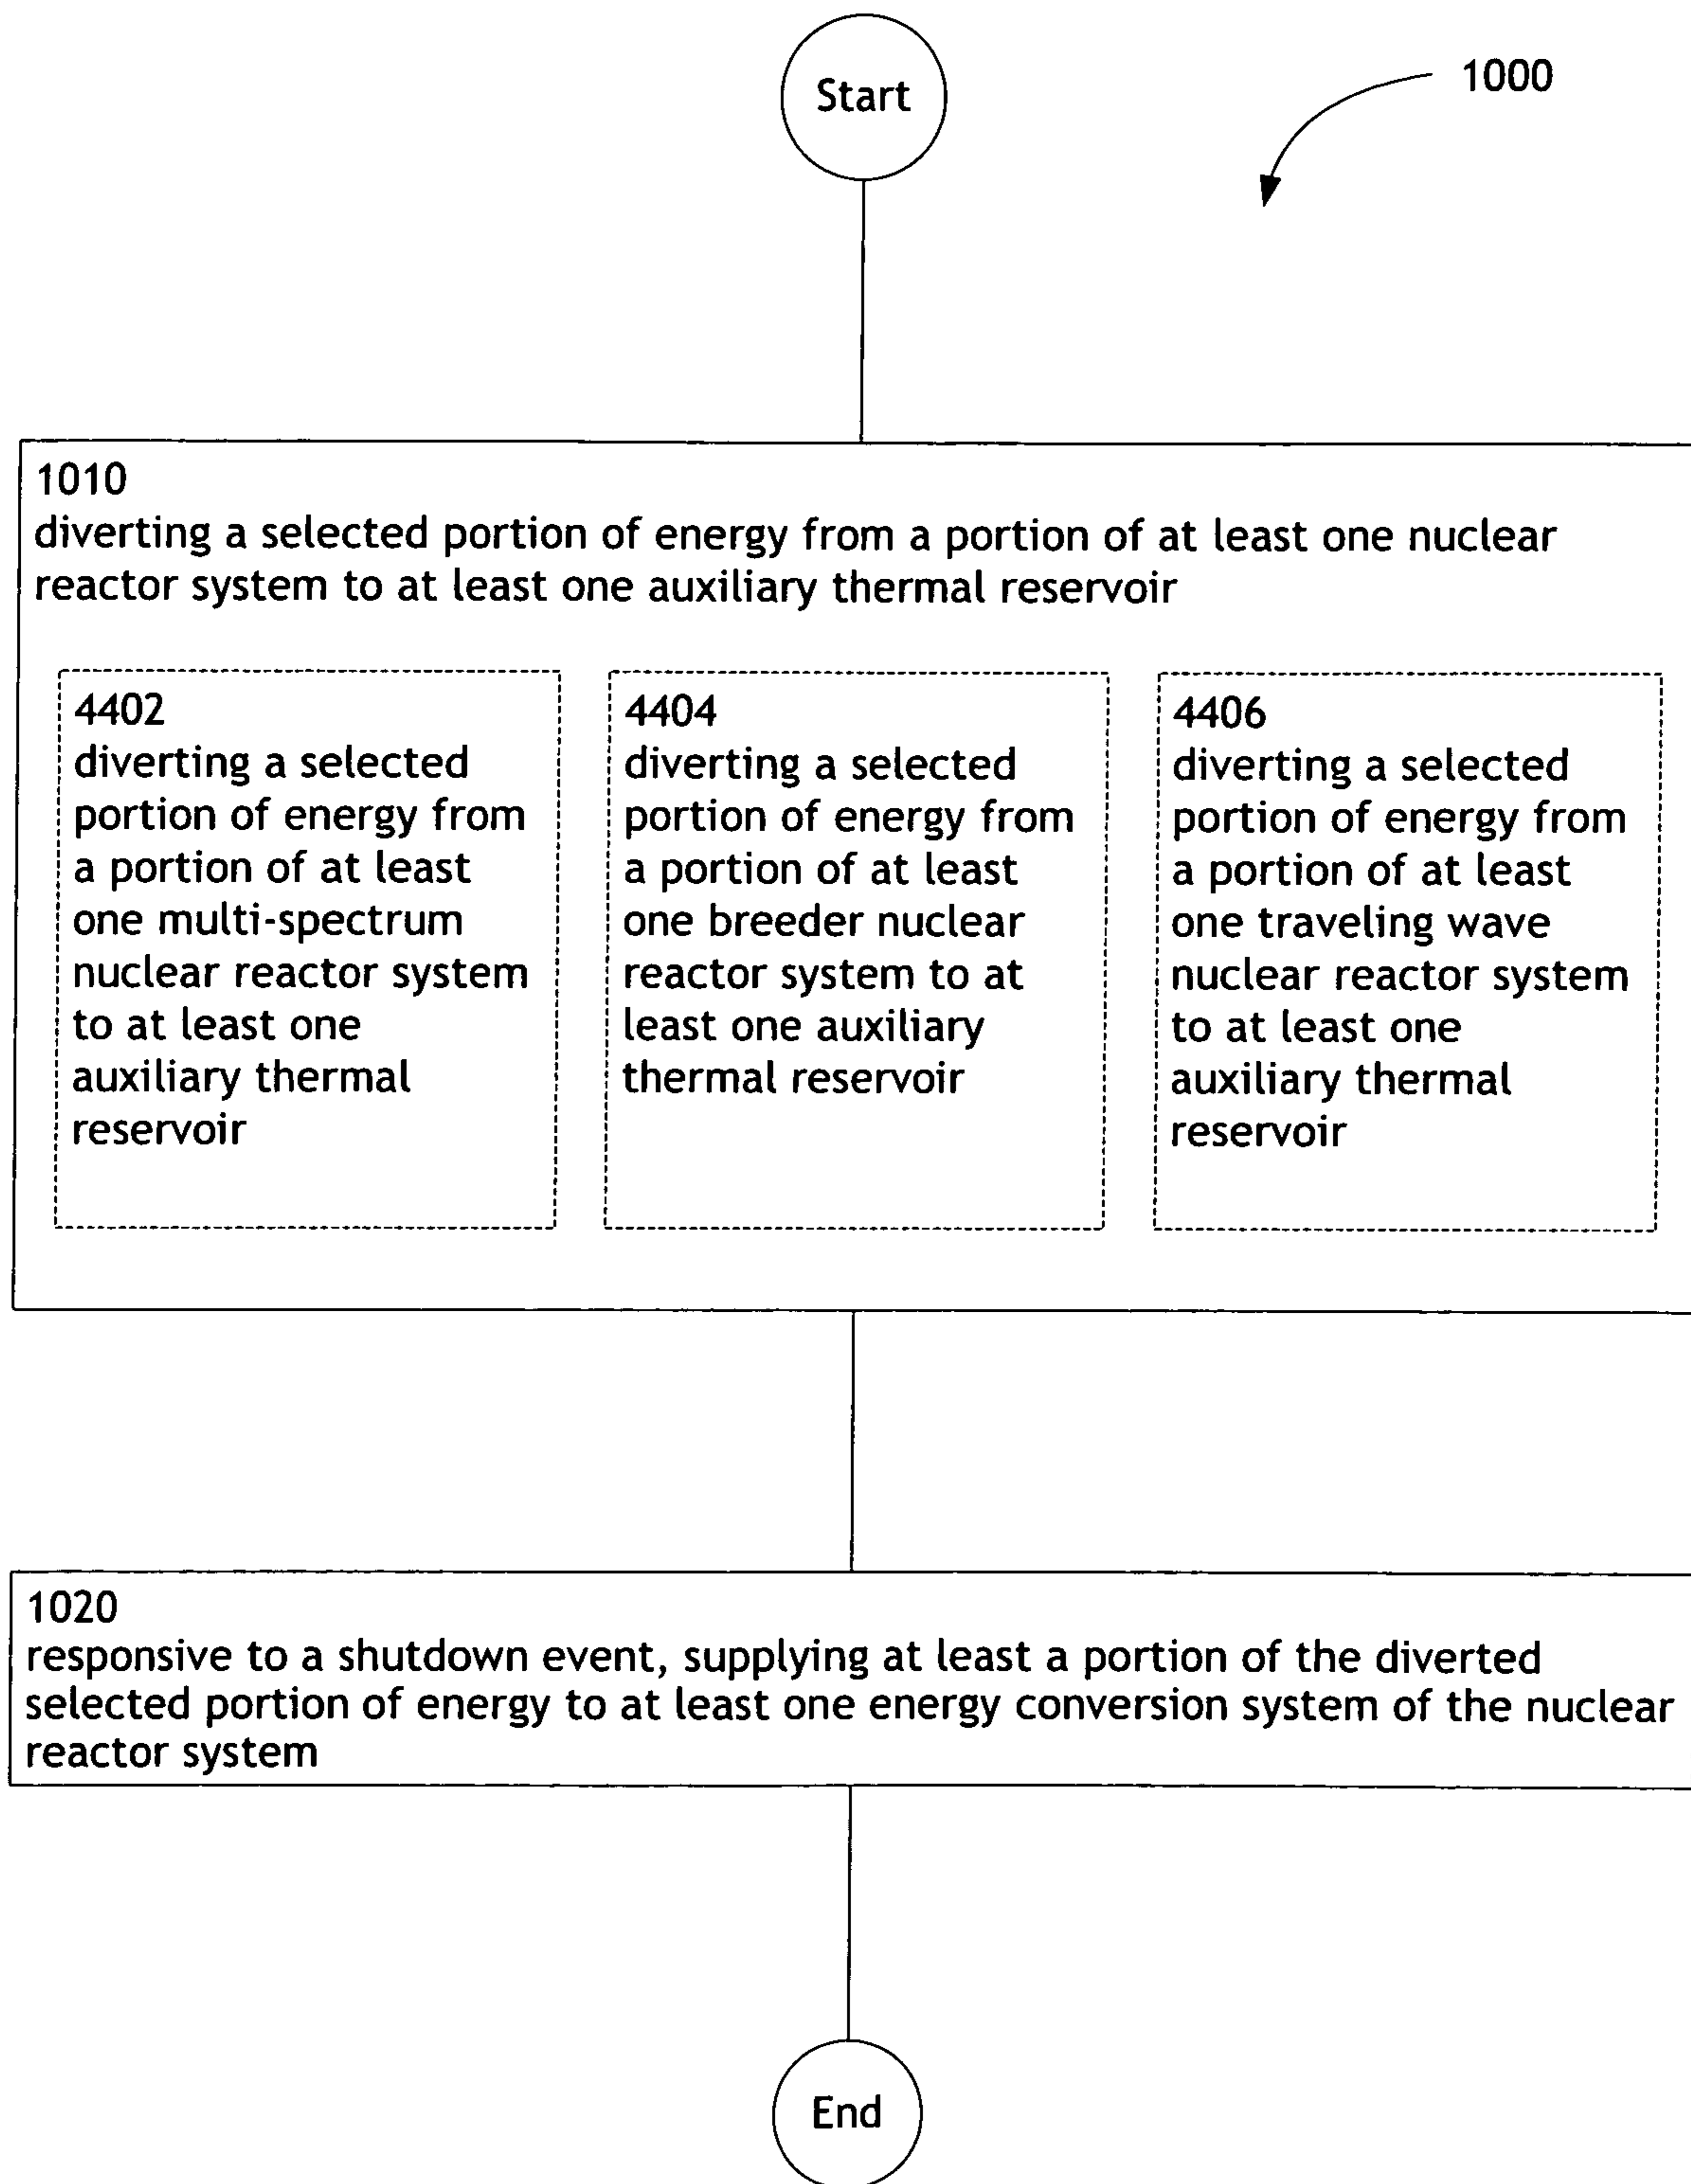 Start
1000
1010
diverting a selected portion of energy from a portion of at least one nuclear
reactor system to at least one auxiliary thermal reservoir
4402
diverting a selected
portion of energy from
a portion of at least
one multi-spectrum
nuclear reactor system
to at least one
auxiliary thermal
reservoir
4404
diverting a selected
portion of energy from
a portion of at least
one breeder nuclear
reactor system to at
least one auxiliary
thermal reservoir
4406
diverting a selected
portion of energy from
a portion of at least
one traveling wave
nuclear reactor system
to at least one
auxiliary thermal
reservoir
1020
responsive to a shutdown event, supplying at least a portion of the diverted
selected portion of energy to at least one energy conversion system of the nuclear
reactor system
End